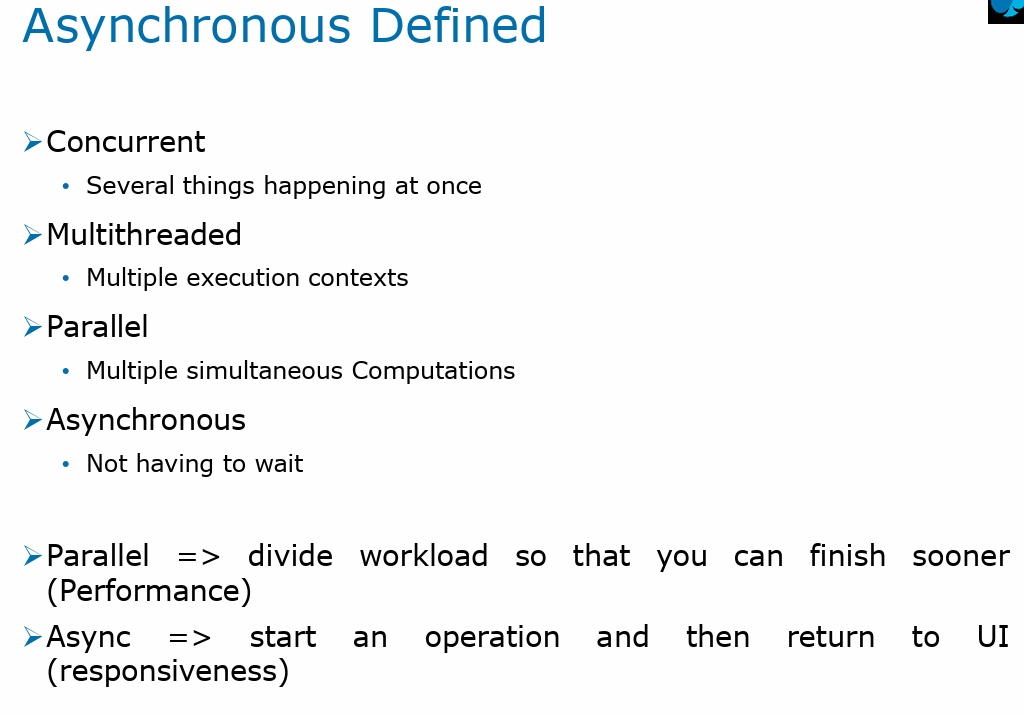 Asynchronous Defined
Concurrent
Several things happening at once
Multithreaded
Multiple execution contexts
Parallel
Multiple simultaneous Computations
Asynchronous
Not having to wait
Parallel => divide workload so that you can finish sooner
(Performance)
Async => start an operation and then return to UI
(responsiveness)